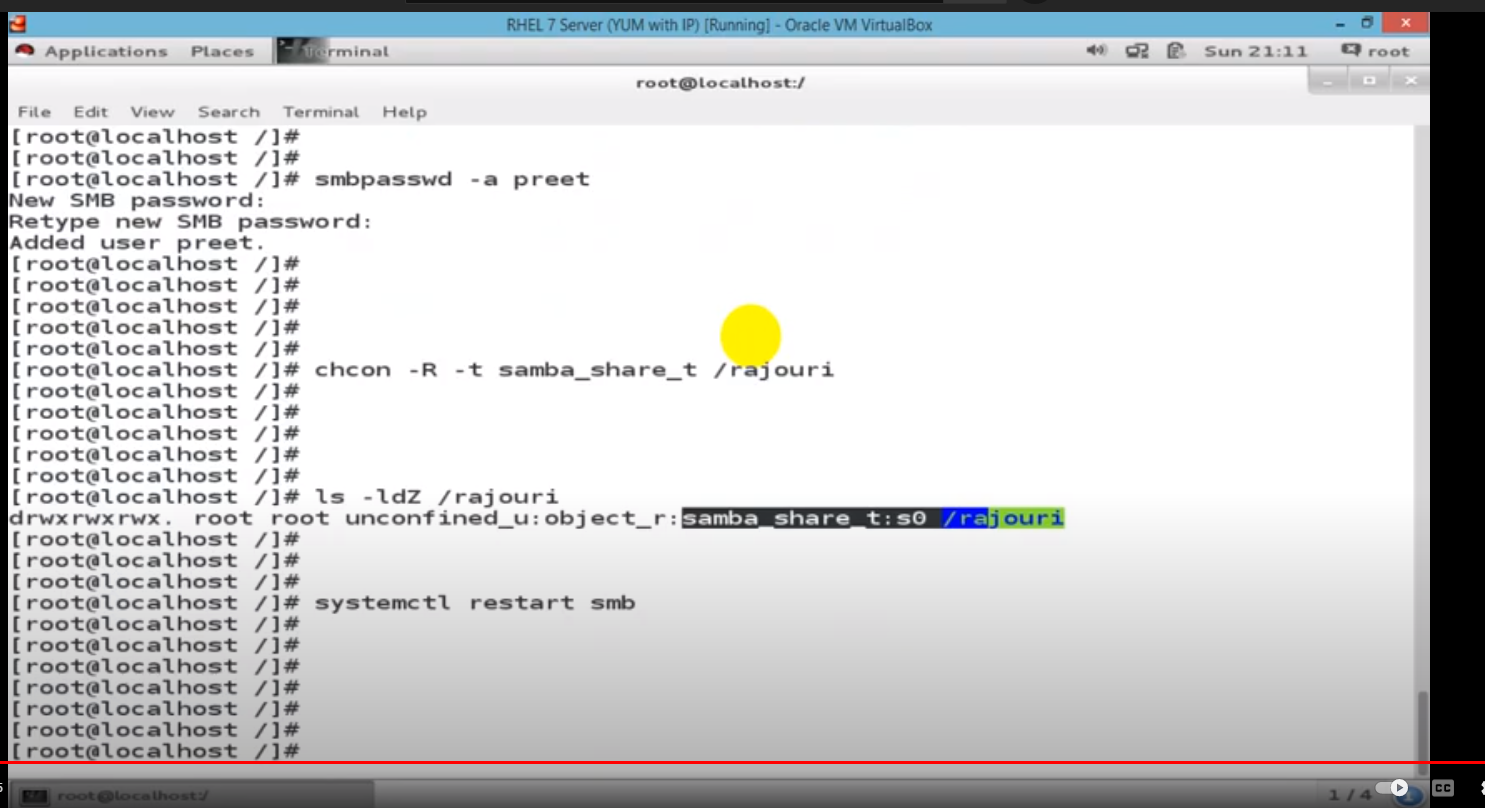 RHEL 7 Server (YUM with IP) [Running] - Oracle VM VirtualBox
Applications Places Terminal Sun 21:11 root
root@localhost:/
File Edit View Search Terminal Help
[root@localhost /]#
[root@localhost /]#
[root@localhost /]# smbpasswd -a preet
New SMB password:
Retype new SMB password:
Added user preet.
[root@localhost /]#
[root@localhost /]#
[root@localhost /]#
[root@localhost /]#
[root@localhost /]#
[root@localhost /]# chcon -R -t samba_share_t /rajouri
[root@localhost /]#
[root@localhost /]#
[root@localhost /]#
[root@localhost /]#
[root@localhost /]#
[root@localhost /]# ls -ldZ /rajouri
drwxrwxrwx. root root unconfined_u:object_r:samba_share_t:s0 /rajouri
[root@localhost /]#
[root@localhost /]#
[root@localhost /]#
[root@localhost /]# systemctl restart smb
[root@localhost /]#
[root@localhost /]#
[root@localhost /]#
[root@localhost /]#
[root@localhost /]#
[root@localhost /]#
[root@localhost /]#
root@localhost:/ 1 / 4 CC